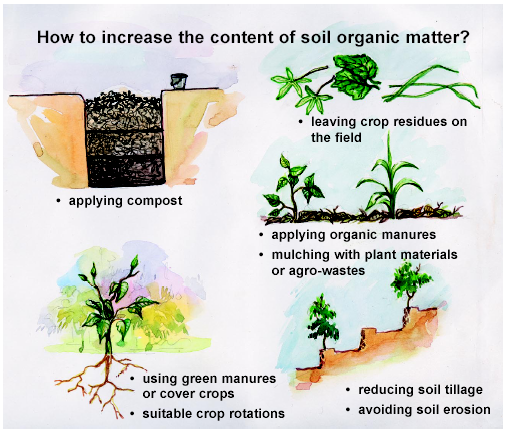 How to increase the content of soil organic matter?
• applying compost
• leaving crop residues on
the field
• applying organic manures
• mulching with plant materials
or agro-wastes
• using green manures
or cover crops
• suitable crop rotations
• reducing soil tillage
• avoiding soil erosion